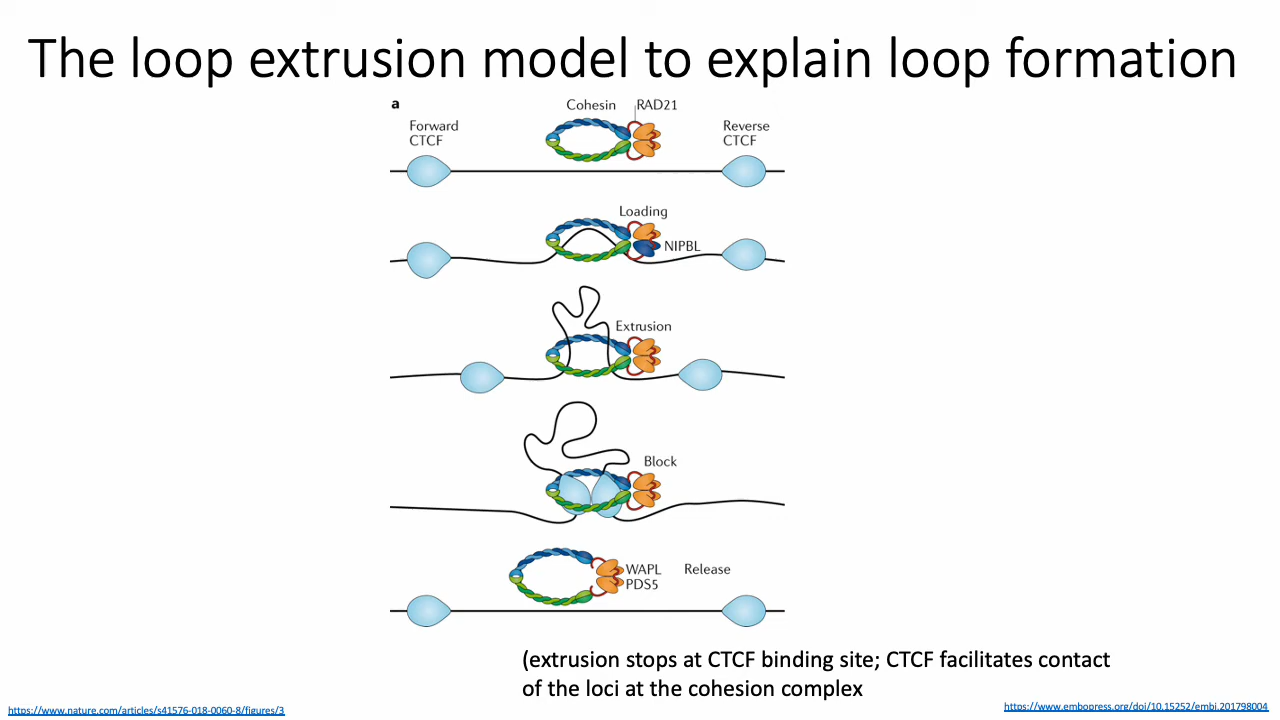 The loop extrusion model to explain loop formation
a
Cohesin
RAD21
Forward
CTCF
Reverse
CTCF
Loading
NIPBL
Extrusion
Block
WAPL
PDS5
Release
(extrusion stops at CTCF binding site; CTCF facilitates contact
of the loci at the cohesion complex
https://www.nature.com/articles/s41576-018-0060-8/figures/3
https://www.embopress.org/doi/10.15252/embj.201798004